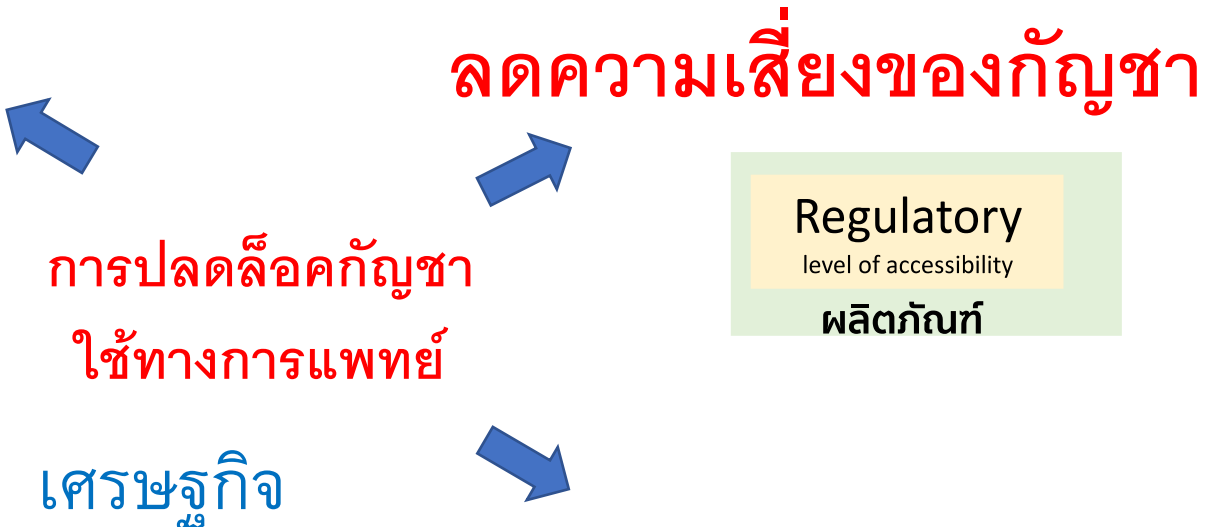 ลดความเสี่ยงของกัญชา
Regulatory
level of accessibility
ผลิตภัณฑ์
การปลดล็อคกัญชา
ใช้ทางการแพทย์
เศรษฐกิจ